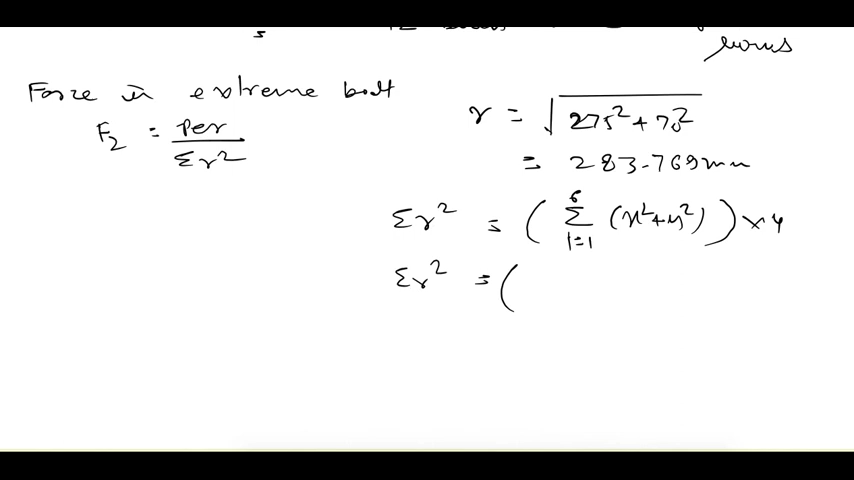 rows
Force in extreme bolt
F₂ = Per / Σr²
r = √(275² + 70²)
= 283.769mm
Σr² = ( Σ_{i=1}^{6} (x²+y²) ) × 4
Σr² = (